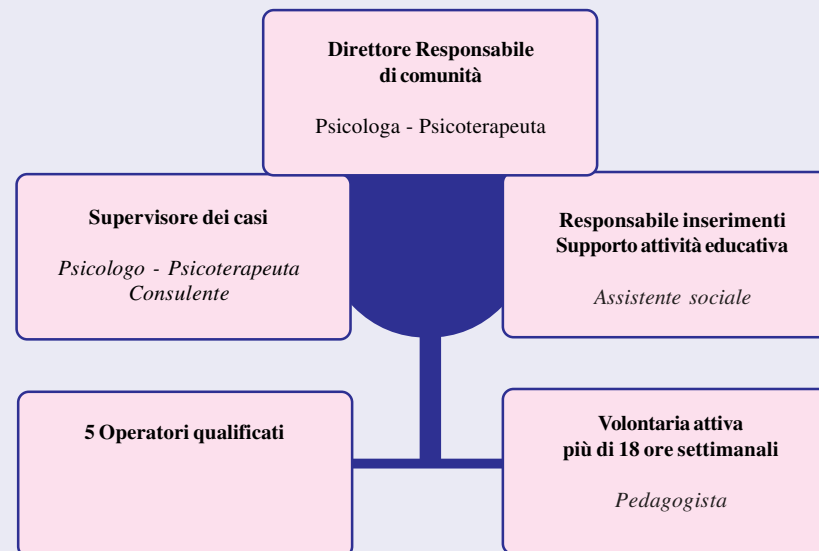 Direttore Responsabile
di comunità
Psicologa - Psicoterapeuta
Supervisore dei casi
Psicologo - Psicoterapeuta
Consulente
Responsabile inserimenti
Supporto attività educativa
Assistente sociale
5 Operatori qualificati
Volontaria attiva
più di 18 ore settimanali
Pedagogista